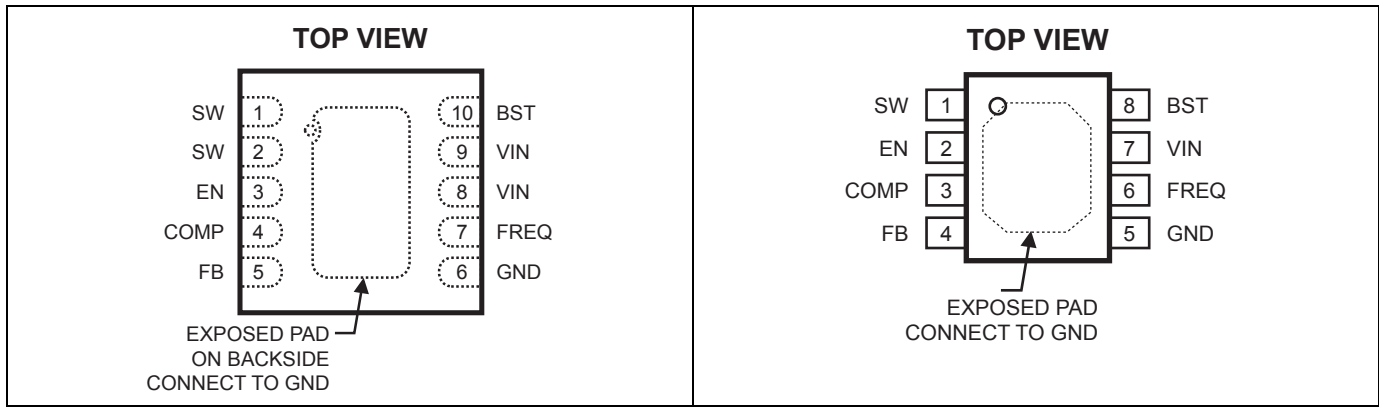 TOP VIEW
SW 1 10 BST
SW 2 9 VIN
EN 3 8 VIN
COMP 4 7 FREQ
FB 5 6 GND
EXPOSED PAD
ON BACKSIDE
CONNECT TO GND
TOP VIEW
SW 1 8 BST
EN 2 7 VIN
COMP 3 6 FREQ
FB 4 5 GND
EXPOSED PAD
CONNECT TO GND